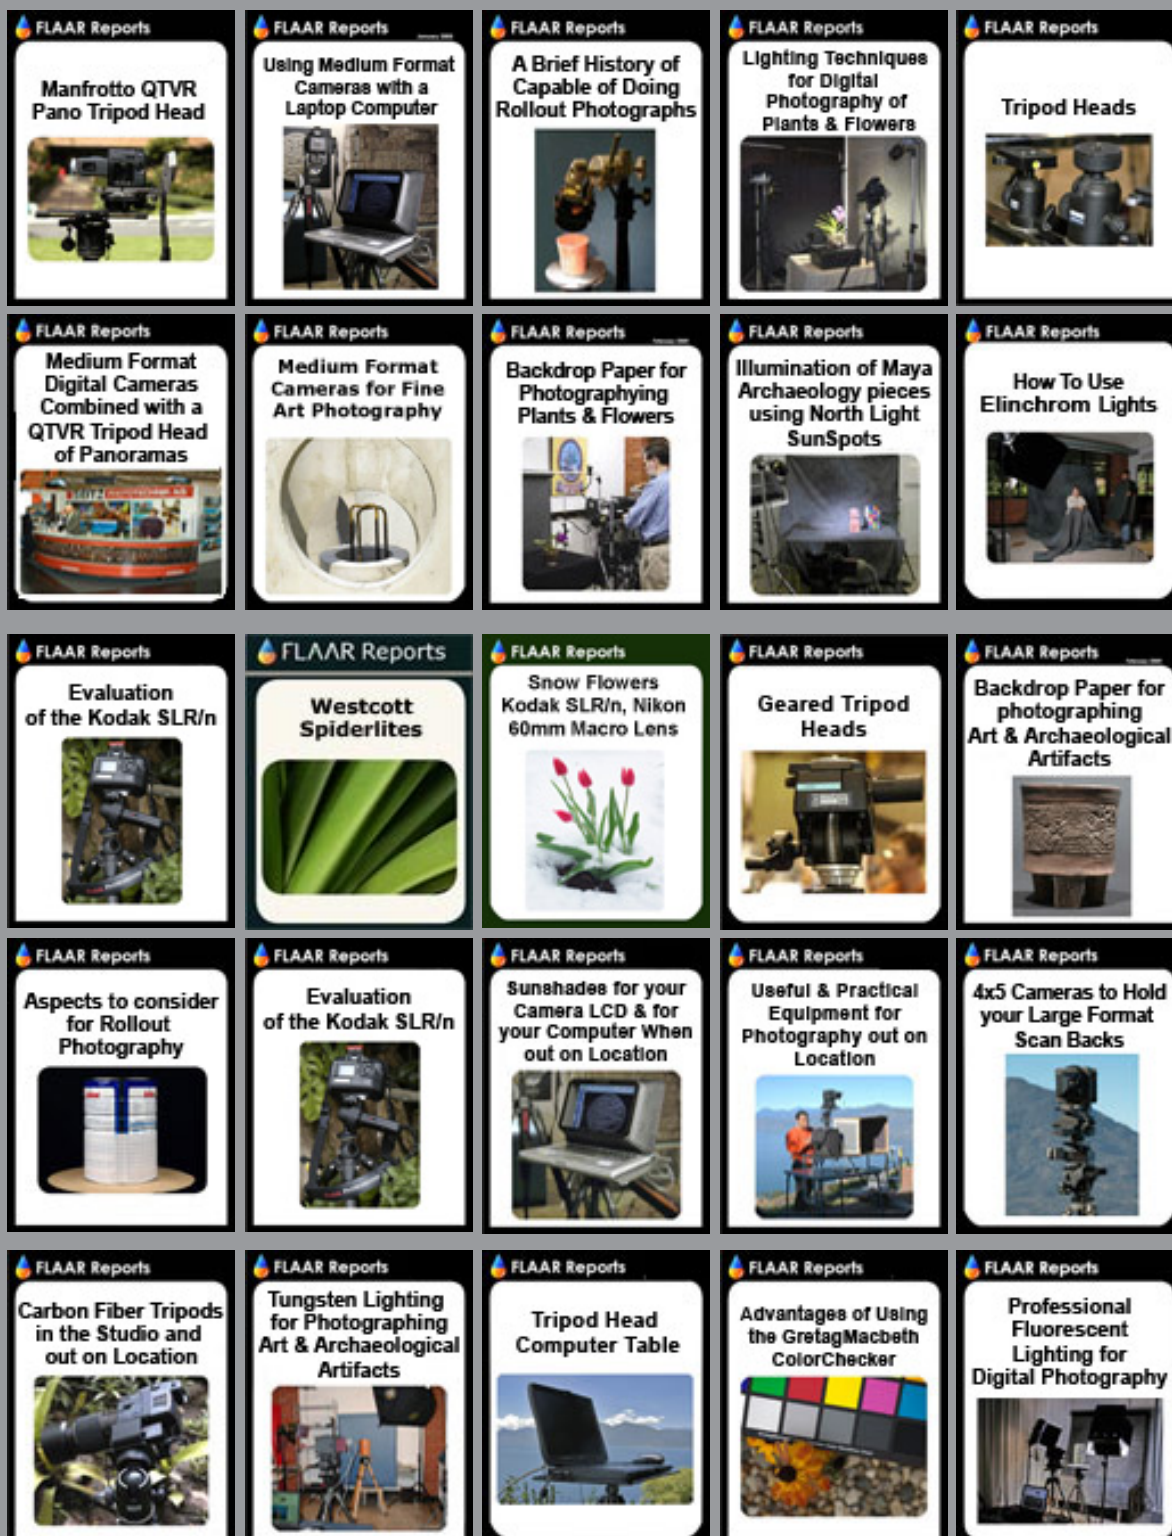 FLAAR Reports
Manfrotto QTVR
Pano Tripod Head
FLAAR Reports
Using Medium Format
Cameras with a
Laptop Computer
FLAAR Reports
A Brief History of
Capable of Doing
Rollout Photographs
FLAAR Reports
Lighting Techniques
for Digital
Photography of
Plants & Flowers
FLAAR Reports
Tripod Heads
FLAAR Reports
Medium Format
Digital Cameras
Combined with a
QTVR Tripod Head
of Panoramas
FLAAR Reports
Medium Format
Cameras for Fine
Art Photography
FLAAR Reports
Backdrop Paper for
Photographying
Plants & Flowers
FLAAR Reports
Illumination of Maya
Archaeology pieces
using North Light
SunSpots
FLAAR Reports
How To Use
Elinchrom Lights
FLAAR Reports
Evaluation
of the Kodak SLR/n
FLAAR Reports
Westcott
Spiderlites
FLAAR Reports
Snow Flowers
Kodak SLR/n, Nikon
60mm Macro Lens
FLAAR Reports
Geared Tripod
Heads
FLAAR Reports
Backdrop Paper for
photographing
Art & Archaeological
Artifacts
FLAAR Reports
Aspects to consider
for Rollout
Photography
FLAAR Reports
Evaluation
of the Kodak SLR/n
FLAAR Reports
Sunshades for your
Camera LCD & for
your Computer When
out on Location
FLAAR Reports
Useful & Practical
Equipment for
Photography out on
Location
FLAAR Reports
4x5 Cameras to Hold
your Large Format
Scan Backs
FLAAR Reports
Carbon Fiber Tripods
in the Studio and
out on Location
FLAAR Reports
Tungsten Lighting
for Photographing
Art & Archaeological
Artifacts
FLAAR Reports
Tripod Head
Computer Table
FLAAR Reports
Advantages of Using
the GretagMacbeth
ColorChecker
FLAAR Reports
Professional
Fluorescent
Lighting for
Digital Photography